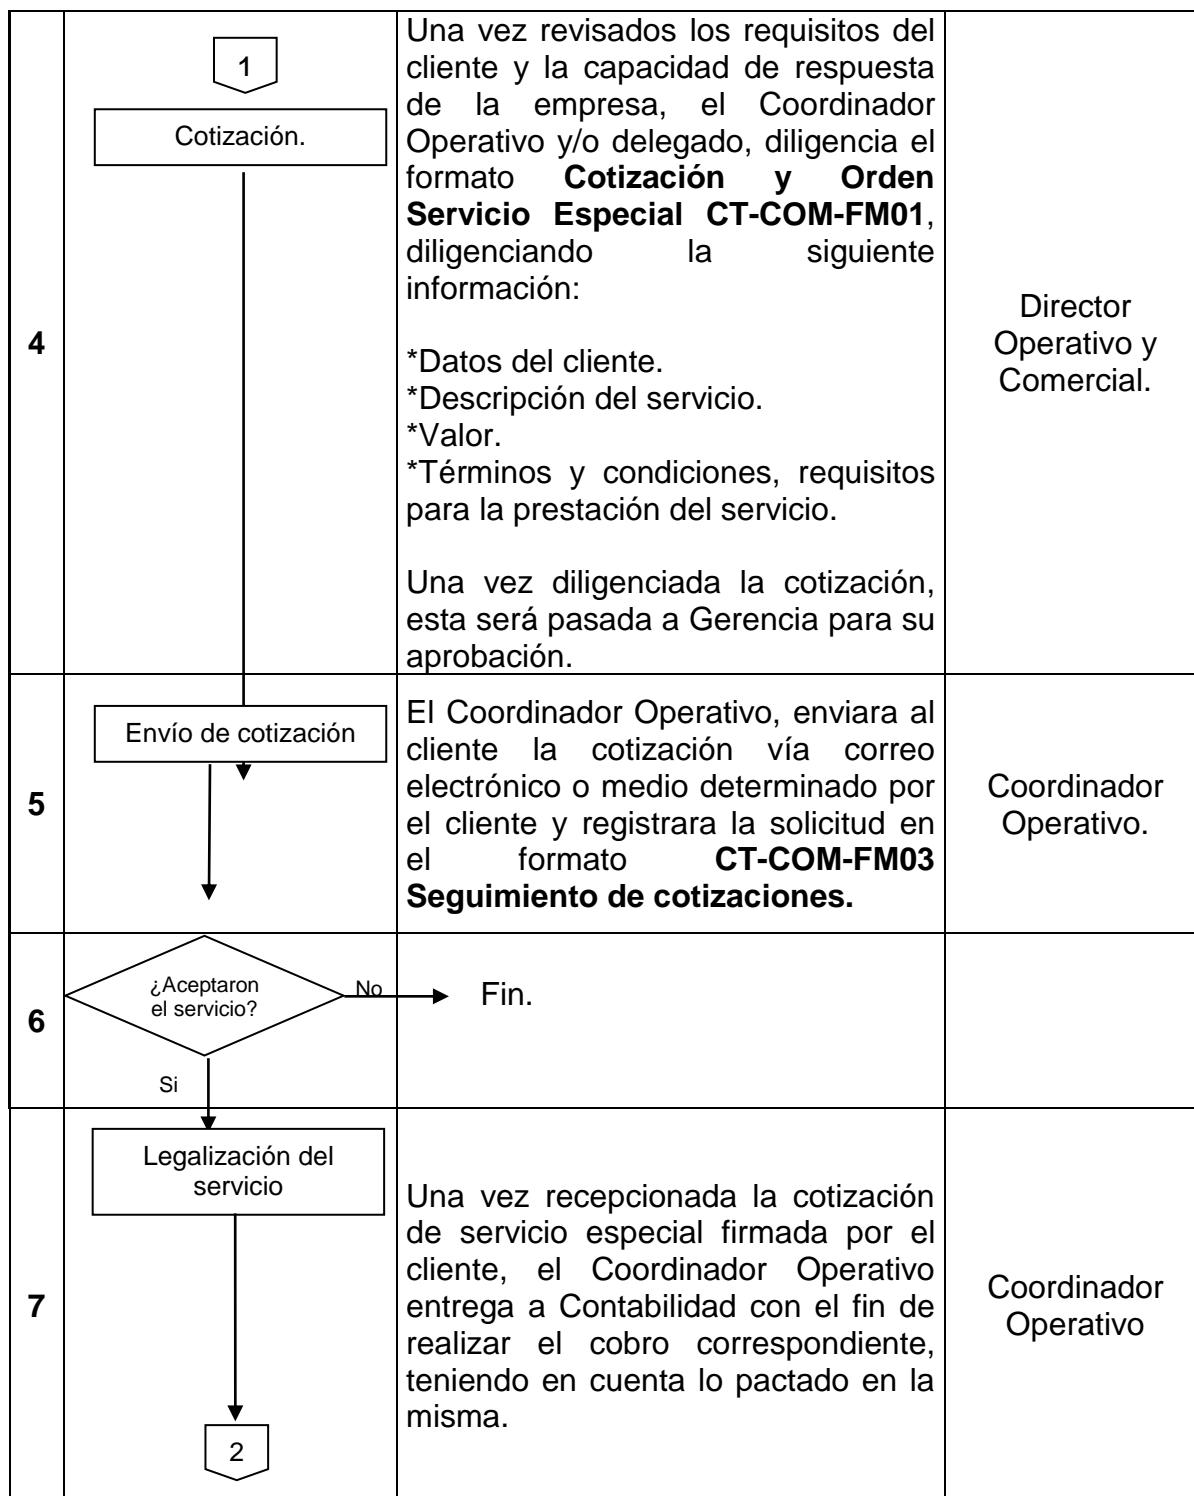 4
1
Cotización.
Una vez revisados los requisitos del
cliente y la capacidad de respuesta
de la empresa, el Coordinador
Operativo y/o delegado, diligencia el
formato Cotización y Orden
Servicio Especial CT-COM-FM01,
diligenciando la siguiente
información:
*Datos del cliente.
*Descripción del servicio.
*Valor.
*Términos y condiciones, requisitos
para la prestación del servicio.
Una vez diligenciada la cotización,
esta será pasada a Gerencia para su
aprobación.
Director
Operativo y
Comercial.
5
Envío de cotización
El Coordinador Operativo, enviara al
cliente la cotización vía correo
electrónico o medio determinado por
el cliente y registrara la solicitud en
el formato CT-COM-FM03
Seguimiento de cotizaciones.
Coordinador
Operativo.
6
¿Aceptaron
el servicio?
No
Fin.
Si
7
Legalización del
servicio
2
Una vez recepcionada la cotización
de servicio especial firmada por el
cliente, el Coordinador Operativo
entrega a Contabilidad con el fin de
realizar el cobro correspondiente,
teniendo en cuenta lo pactado en la
misma.
Coordinador
Operativo